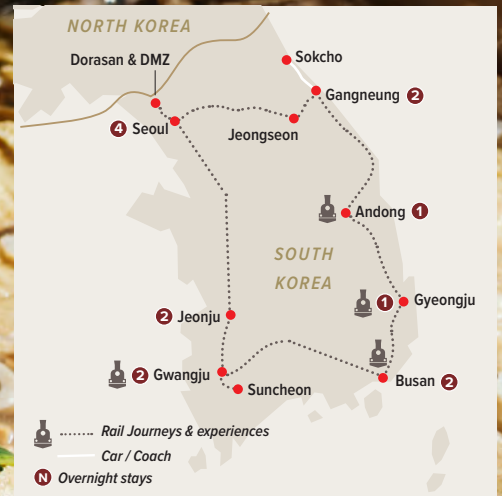 NORTH KOREA
Dorasan & DMZ
Sokcho
Gangneung 2
4 Seoul
Jeongseon
Andong 1
SOUTH
KOREA
1 Gyeongju
2 Jeonju
2 Gwangju
Busan 2
Suncheon
Rail Journeys & experiences
Car / Coach
N Overnight stays